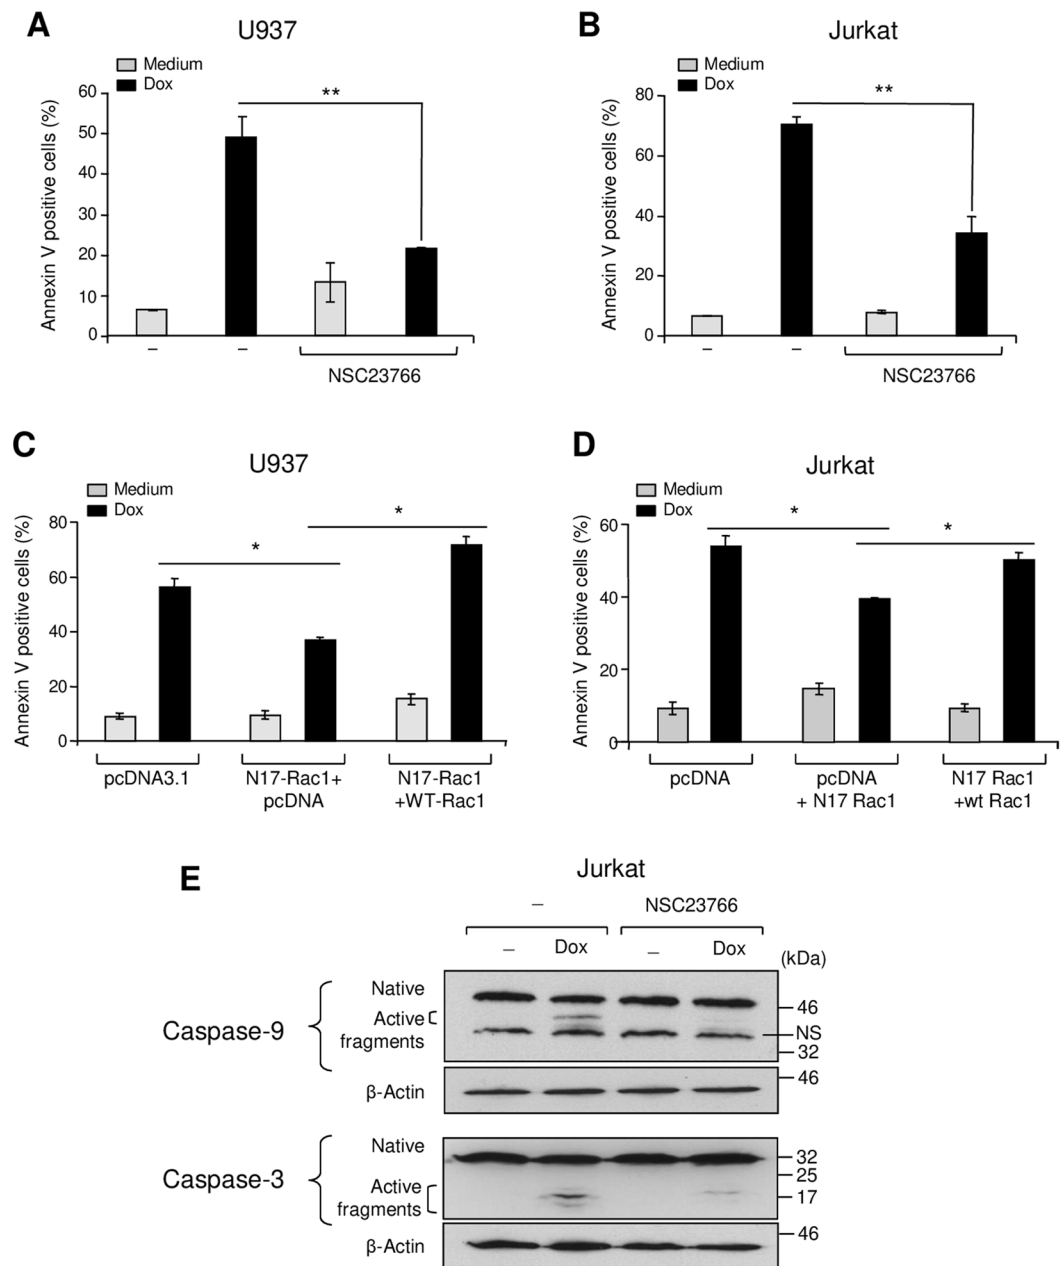 A
U937
Medium
Dox
Annexin V positive cells (%)
60
50
40
30
20
10
0
**
–
–
NSC23766
B
Jurkat
Medium
Dox
Annexin V positive cells (%)
80
60
40
20
0
**
–
–
NSC23766
C
U937
Medium
Dox
Annexin V positive cells (%)
80
60
40
20
0
*
*
pcDNA3.1
N17-Rac1+
pcDNA
N17-Rac1
+WT-Rac1
D
Jurkat
Medium
Dox
Annexin V positive cells (%)
60
40
20
0
*
*
pcDNA
pcDNA
+ N17 Rac1
N17 Rac1
+wt Rac1
E
Jurkat
– NSC23766
– Dox – Dox (kDa)
Caspase-9
Native
Active
fragments
46
NS
32
β-Actin
46
Caspase-3
Native
Active
fragments
32
25
17
β-Actin
46